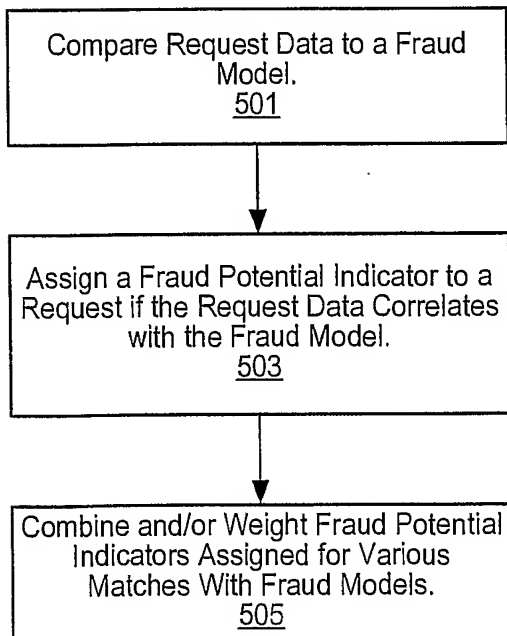 Compare Request Data to a Fraud
Model.
501
Assign a Fraud Potential Indicator to a
Request if the Request Data Correlates
with the Fraud Model.
503
Combine and/or Weight Fraud Potential
Indicators Assigned for Various
Matches With Fraud Models.
505